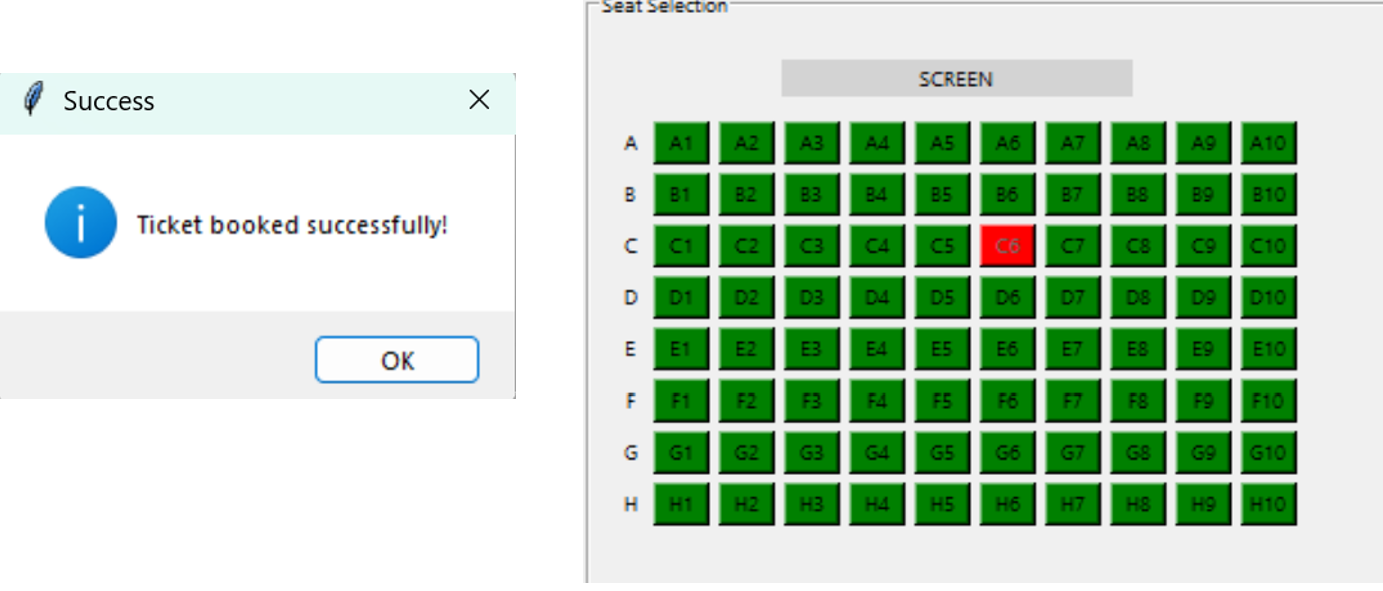 Success
Ticket booked successfully!
OK
Seat Selection
SCREEN
A A1 A2 A3 A4 A5 A6 A7 A8 A9 A10
B B1 B2 B3 B4 B5 B6 B7 B8 B9 B10
C C1 C2 C3 C4 C5 C6 C7 C8 C9 C10
D D1 D2 D3 D4 D5 D6 D7 D8 D9 D10
E E1 E2 E3 E4 E5 E6 E7 E8 E9 E10
F F1 F2 F3 F4 F5 F6 F7 F8 F9 F10
G G1 G2 G3 G4 G5 G6 G7 G8 G9 G10
H H1 H2 H3 H4 H5 H6 H7 H8 H9 H10